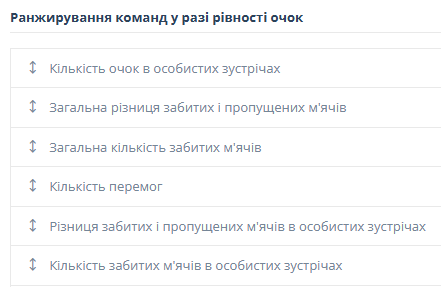 Ранжирування команд у разі рівності очок
Кількість очок в особистих зустрічах
Загальна різниця забитих і пропущених м'ячів
Загальна кількість забитих м'ячів
Кількість перемог
Різниця забитих і пропущених м'ячів в особистих зустрічах
Кількість забитих м'ячів в особистих зустрічах